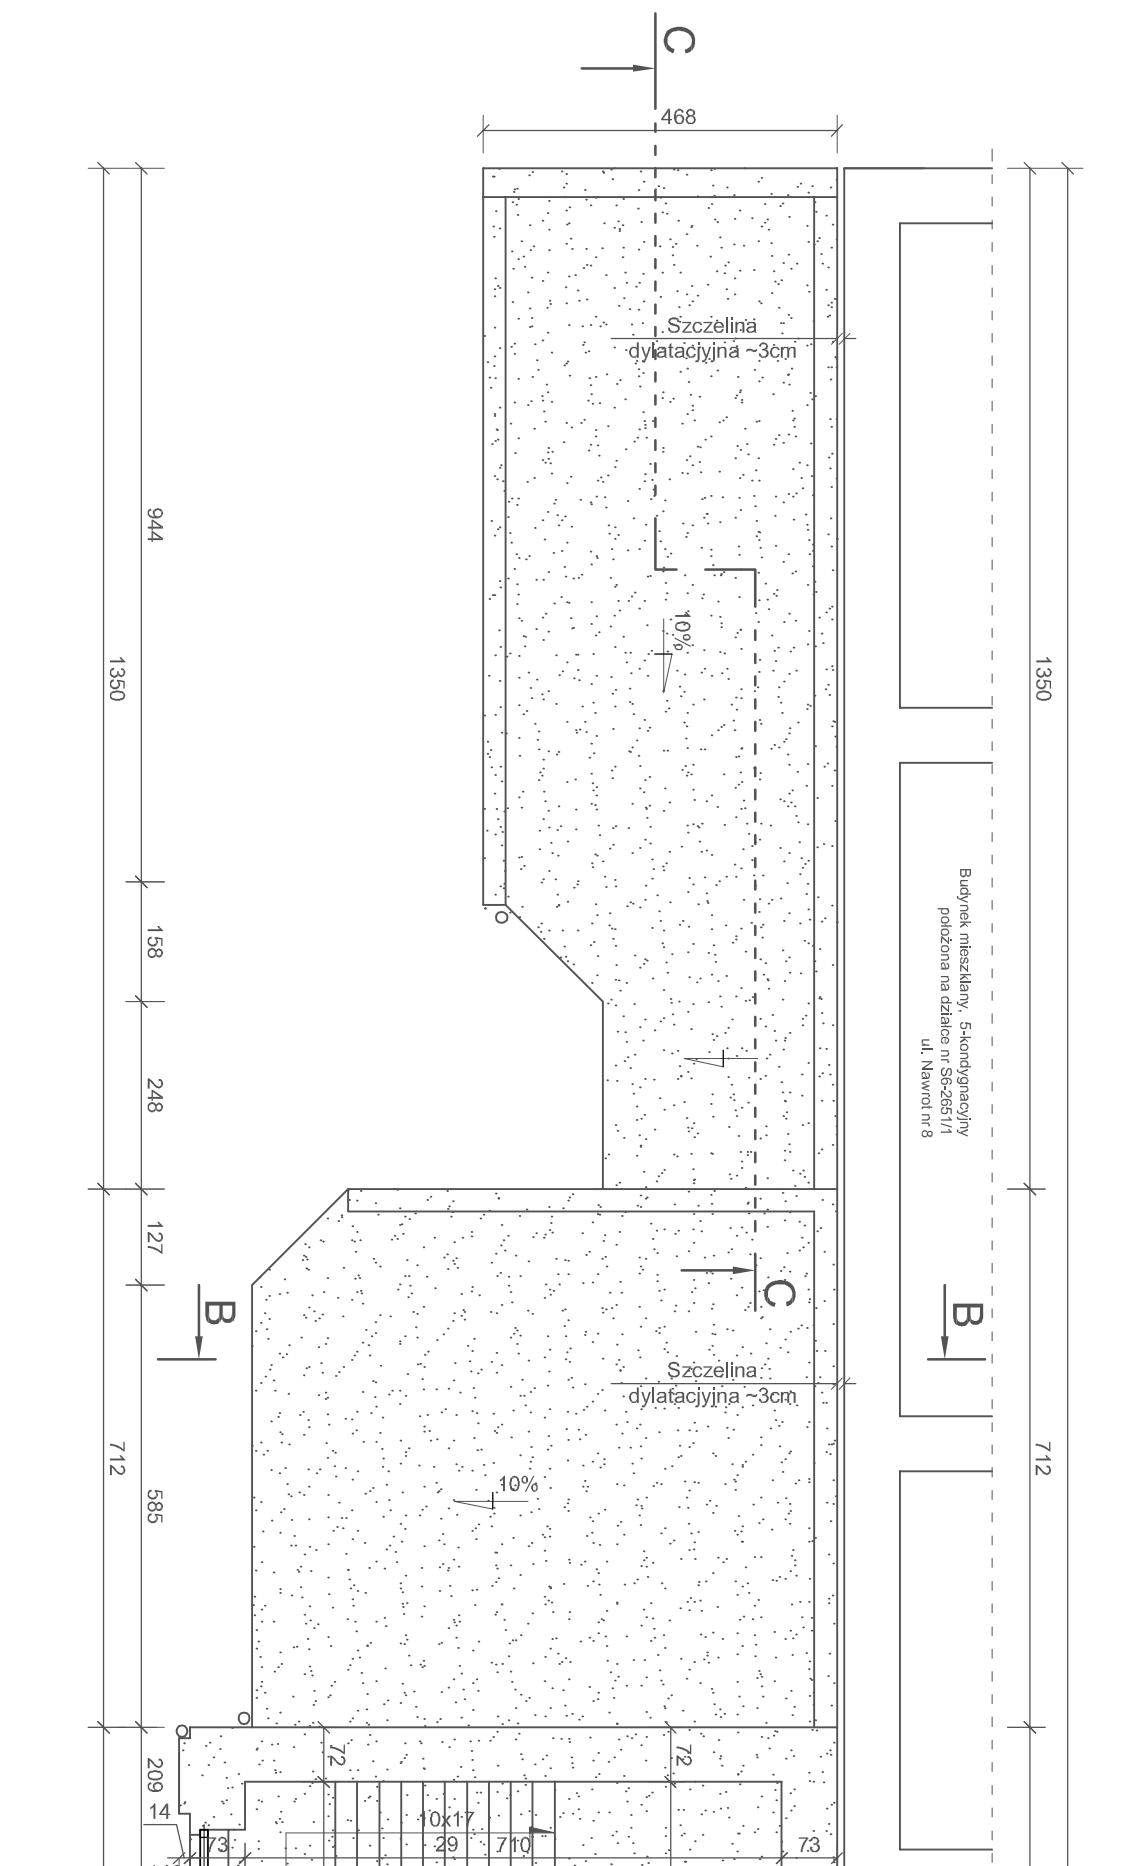 C
468
Szczelina
dylatacjyjna ~3cm
944
10%
1350
1350
Budynek mieszklany, 5-kondygnacyjny
położona na działce nr S6-2651/1
ul. Nawrot nr 8
158
248
127
C
B
B
Szczelina
dylatacjyjna ~3cm
712
712
10%
585
72
72
209
14
10x17
29
73
710
73